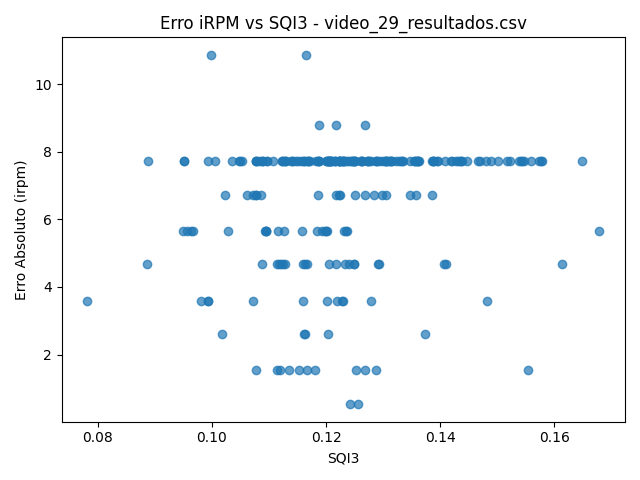 Erro iRPM vs SQI3 - video_29_resultados.csv
Erro Absoluto (irpm)
10
8
6
4
2
0.08 0.10 0.12 0.14 0.16
SQI3